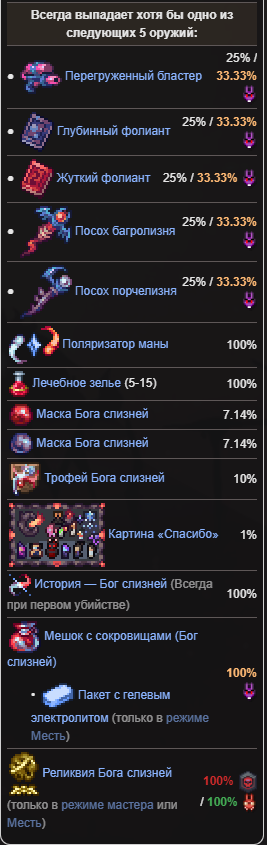 Всегда выпадает хотя бы одно из
следующих 5 оружий:
25% /
• Перегруженный бластер 33.33%
• Глубинный фолиант 25% / 33.33%
• Жуткий фолиант 25% / 33.33%
25% / 33.33%
• Посох багролизня
25% / 33.33%
• Посох порчелизня
Поляризатор маны 100%
Лечебное зелье (5-15) 100%
Маска Бога слизней 7.14%
Маска Бога слизней 7.14%
Трофей Бога слизней 10%
Картина «Спасибо» 1%
История — Бог слизней (Всегда
при первом убийстве) 100%
Мешок с сокровищами (Бог
слизней)
100%
• Пакет с гелевым
электролитом (только в режиме
Месть)
Реликвия Бога слизней 100%
(только в режиме мастера или / 100%
Месть)